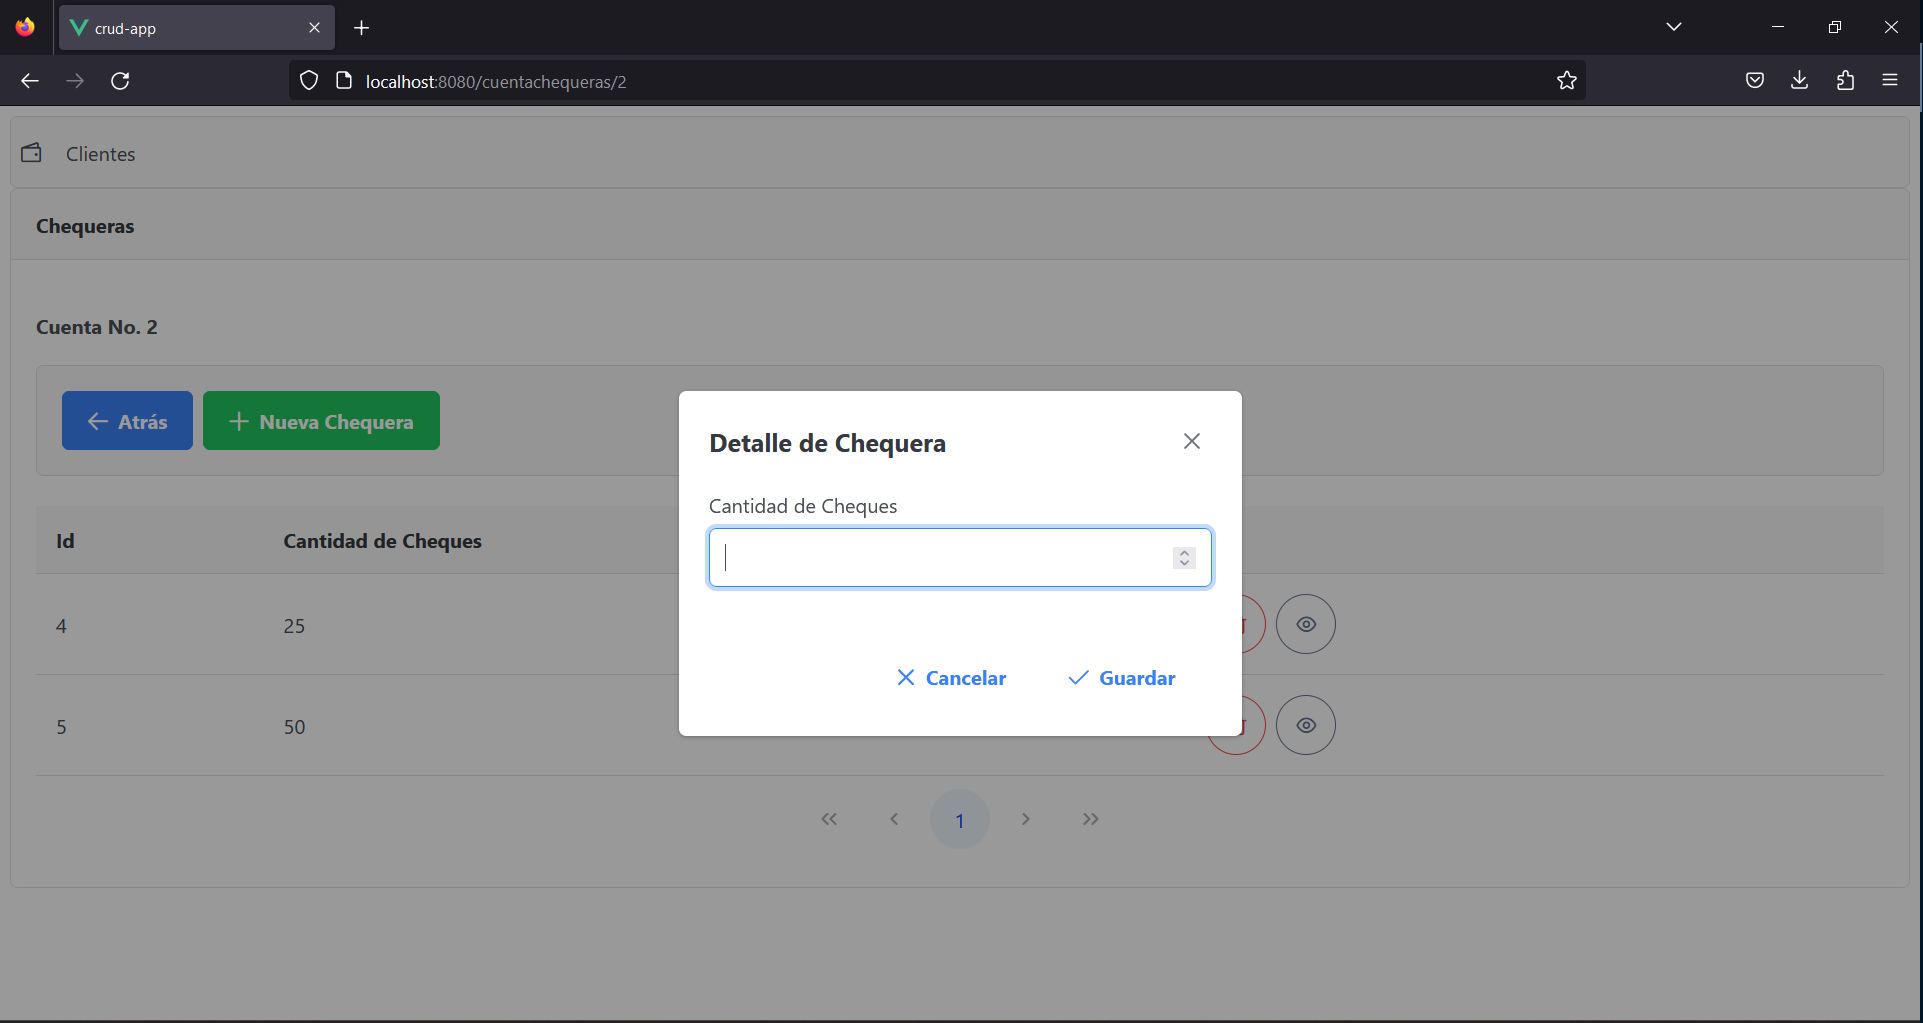 crud-app
localhost:8080/cuentachequeras/2
Clientes
Chequeras
Cuenta No. 2
Atrás Nueva Chequera
Detalle de Chequera
Cantidad de Cheques
Cancelar Guardar
Id Cantidad de Cheques
4 25
5 50
1